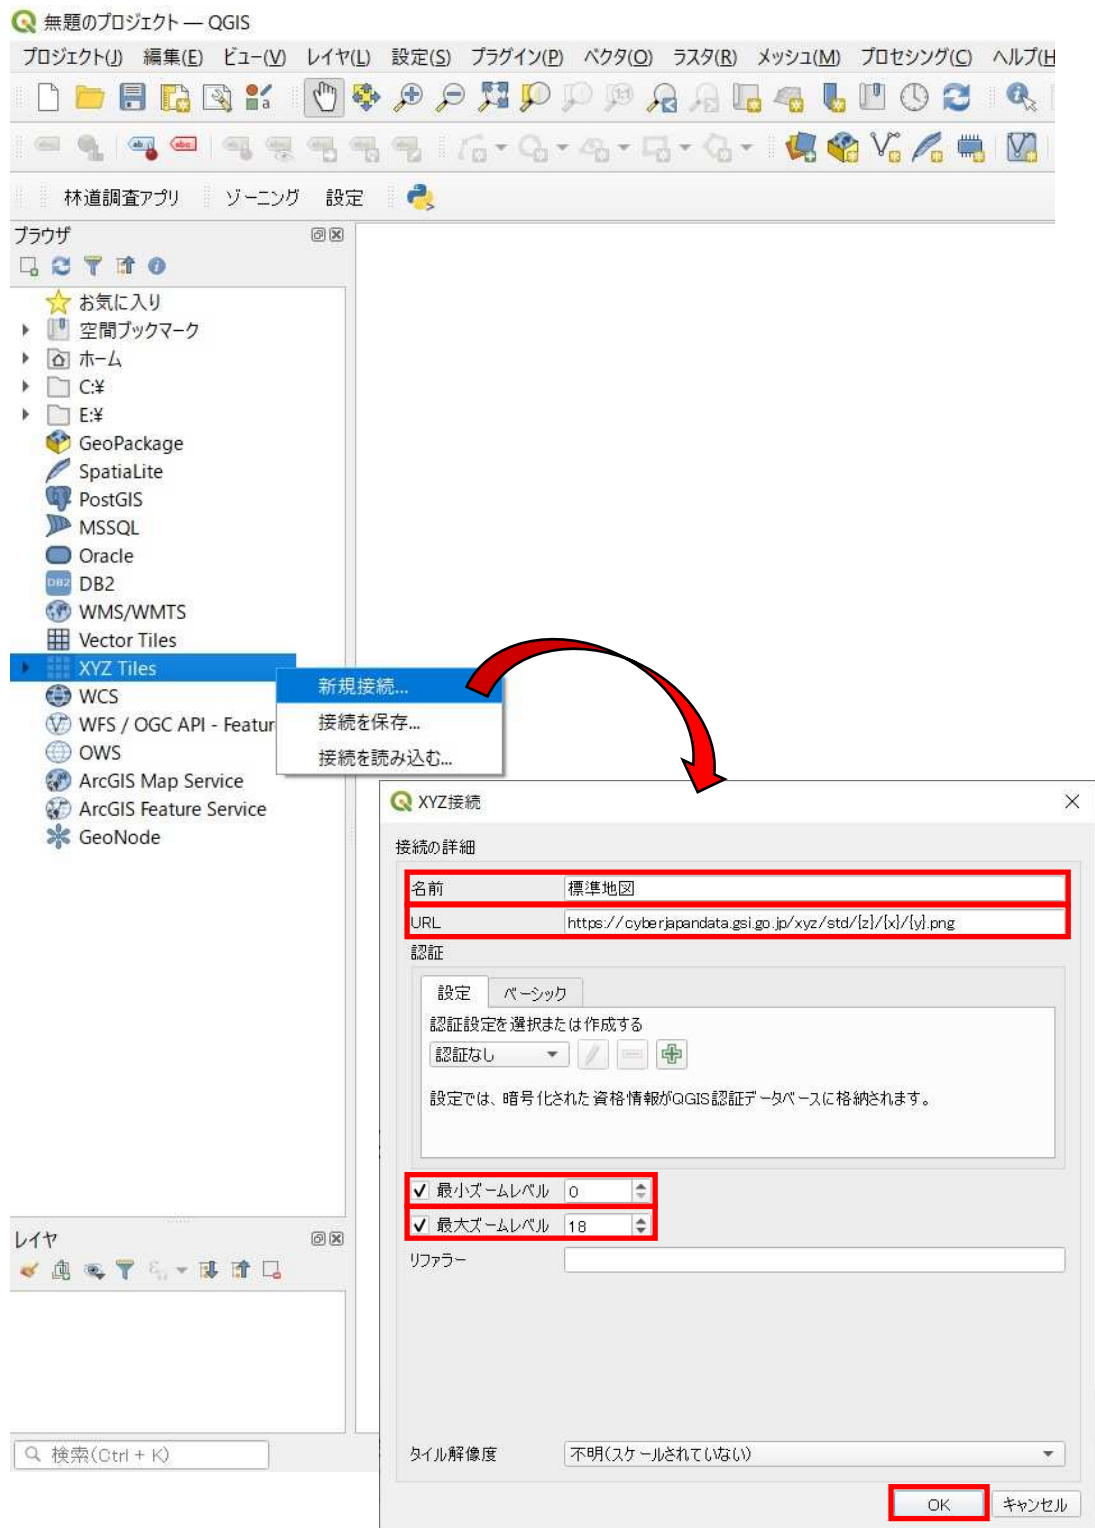 無題のプロジェクト — QGIS
プロジェクト(J) 編集(E) ビュー(V) レイヤ(L) 設定(S) プラグイン(P) ベクタ(O) ラスタ(R) メッシュ(M) プロセシング(C) ヘルプ(H
林道調査アプリ ゾーニング 設定
ブラウザ
お気に入り
空間ブックマーク
ホーム
C:¥
E:¥
GeoPackage
SpatiaLite
PostGIS
MSSQL
Oracle
DB2
WMS/WMTS
Vector Tiles
XYZ Tiles
新規接続...
WCS
接続を保存...
WFS / OGC API - Featur
OWS
接続を読み込む...
ArcGIS Map Service
ArcGIS Feature Service
GeoNode
XYZ接続
接続の詳細
名前 標準地図
URL https://cyberjapandata.gsi.go.jp/xyz/std/{z}/{x}/{y}.png
認証
設定 ベーシック
認証設定を選択または作成する
認証なし
設定では、暗号化された資格情報がQGIS認証データベースに格納されます。
最小ズームレベル 0
最大ズームレベル 18
リファラー
レイヤ
検索(Ctrl + K)
タイル解像度 不明(スケールされていない)
OK キャンセル